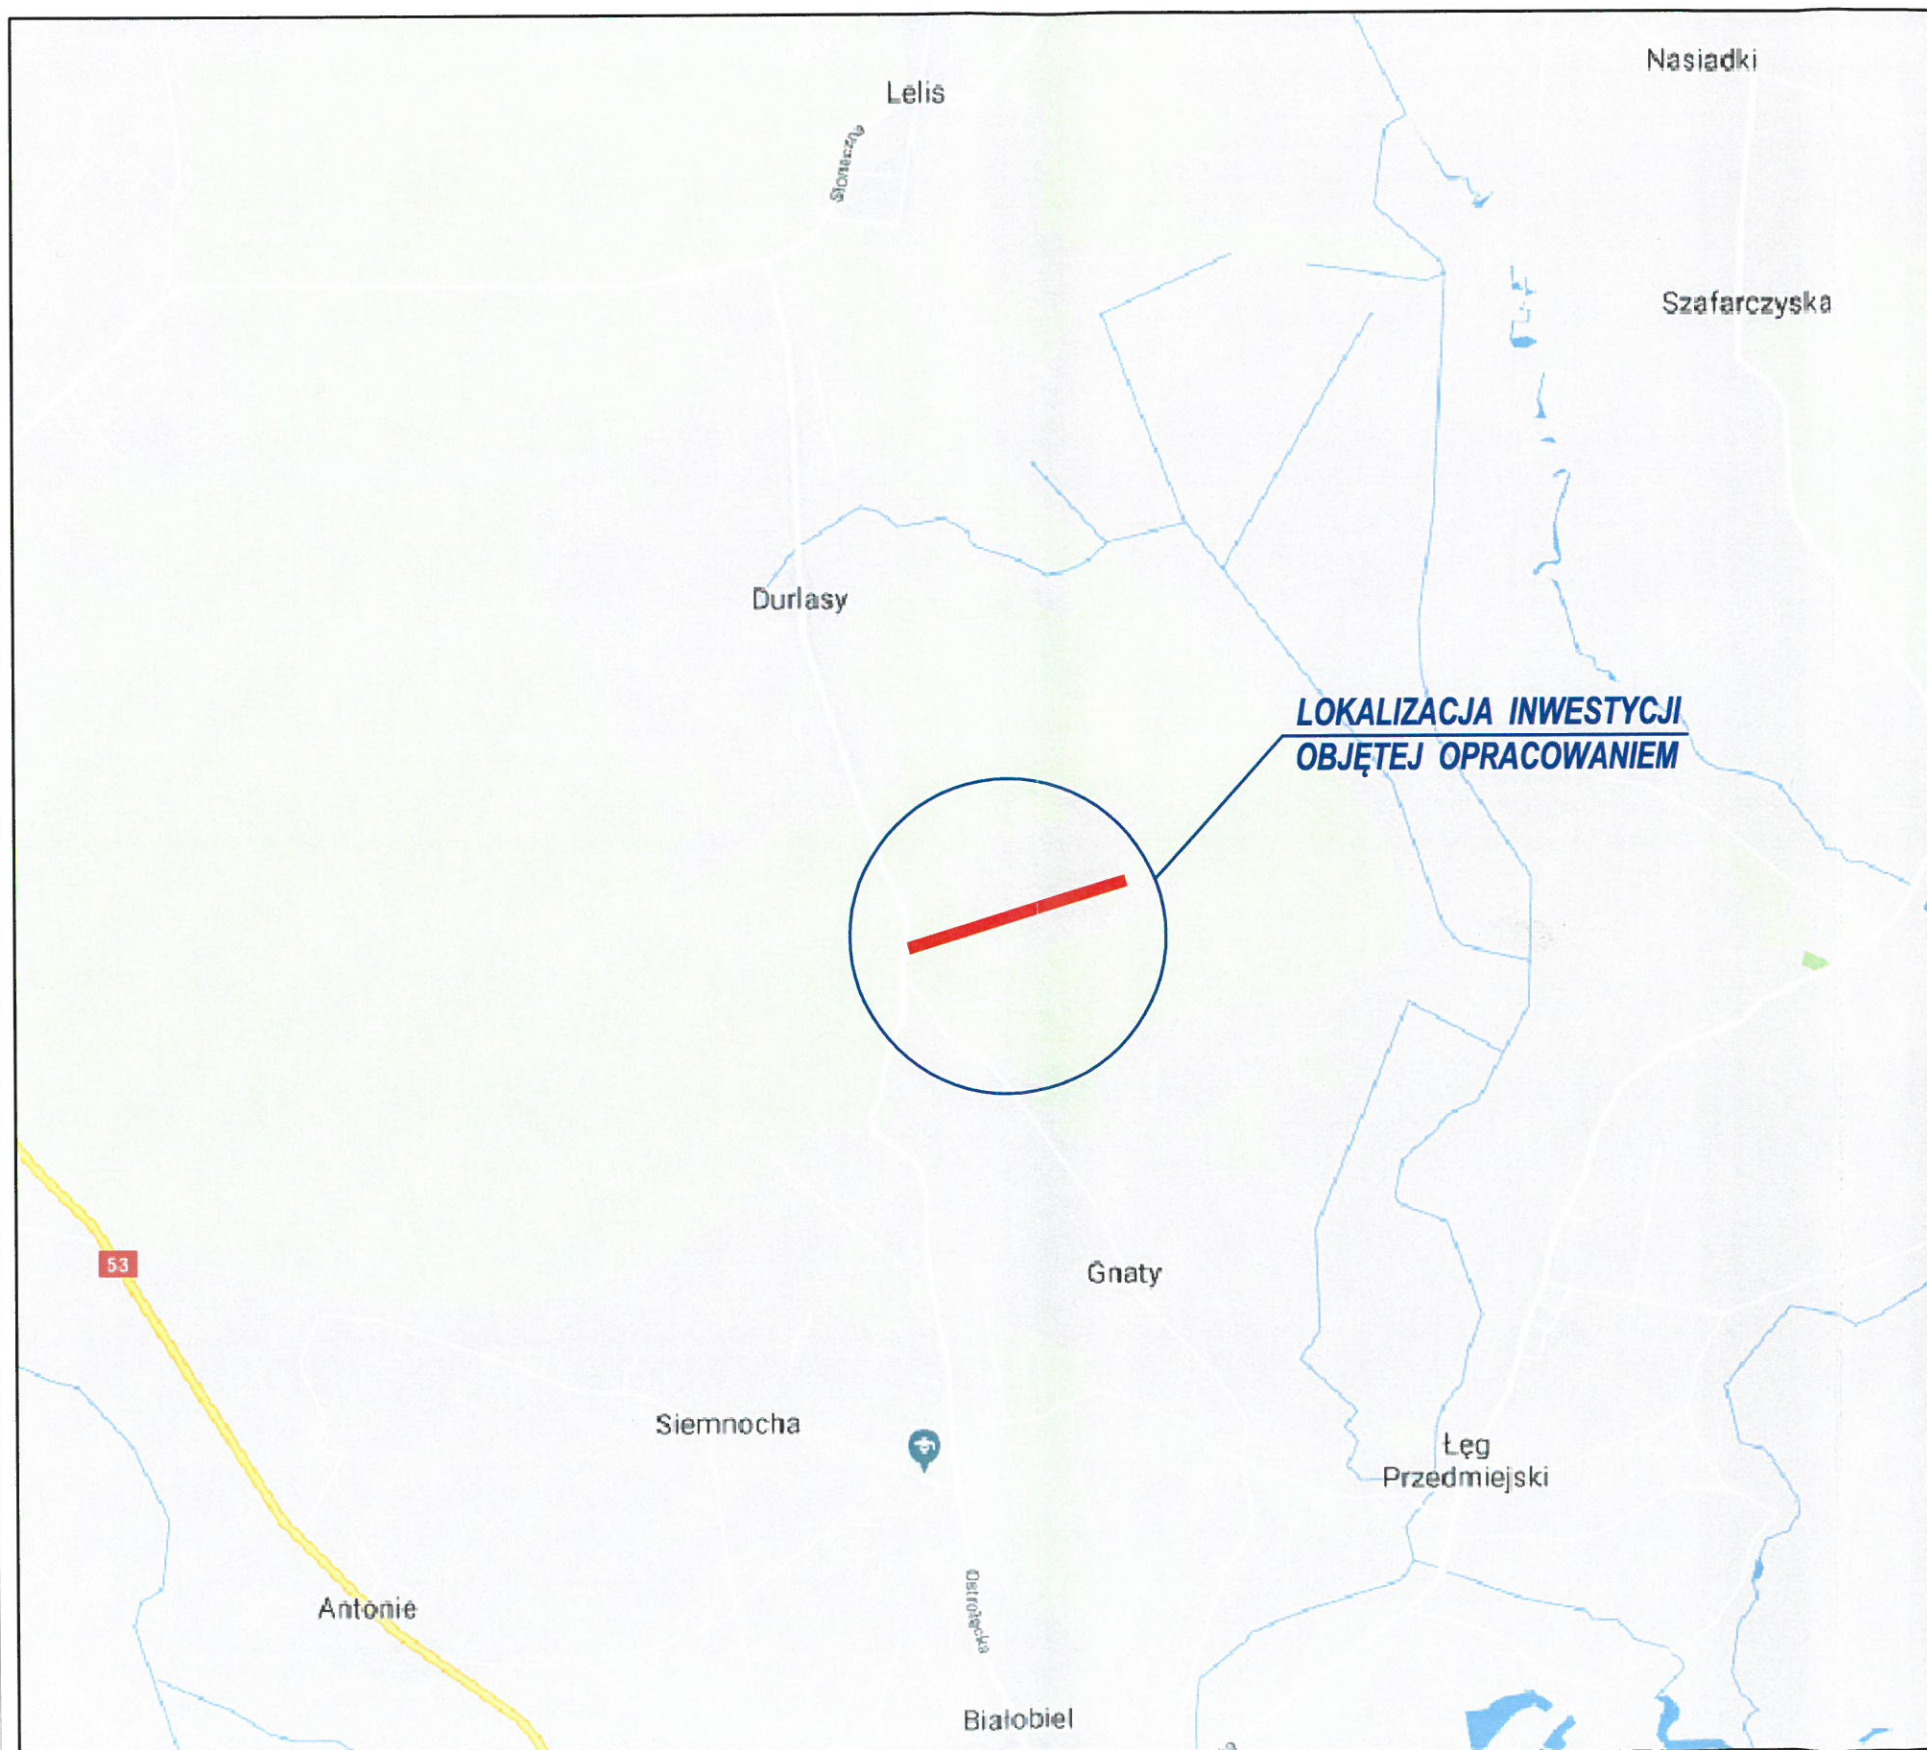 Nasiadki
Lelis
Słoneczna
Szafarczyska
Durlasy
LOKALIZACJA INWESTYCJI
OBJĘTEJ OPRACOWANIEM
53
Gnaty
Siemnocha
Łęg
Przedmiejski
Antonie
Ostrołęcka
Białobiel